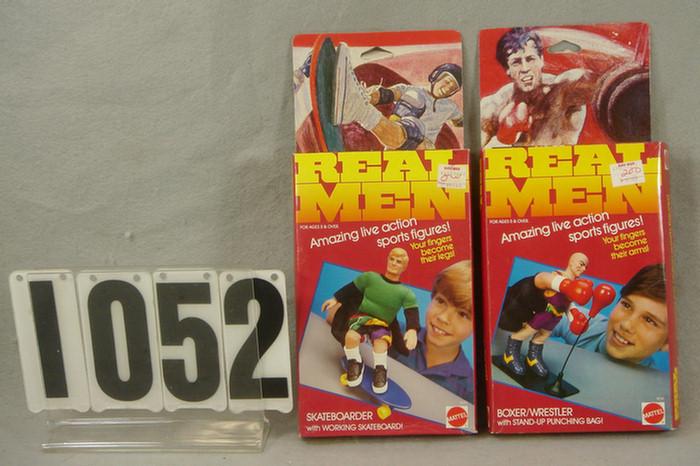 1052
REAL
MEN
FOR AGES 5 & OVER.
Amazing live action
sports figures!
Your fingers
become
their legs!
SKATEBOARDER
with WORKING SKATEBOARD!
MATTEL
REAL
MEN
FOR AGES 5 & OVER.
Amazing live action
sports figures!
Your fingers
become
their arms!
BOXER/WRESTLER
with STAND-UP PUNCHING BAG!
MATTEL